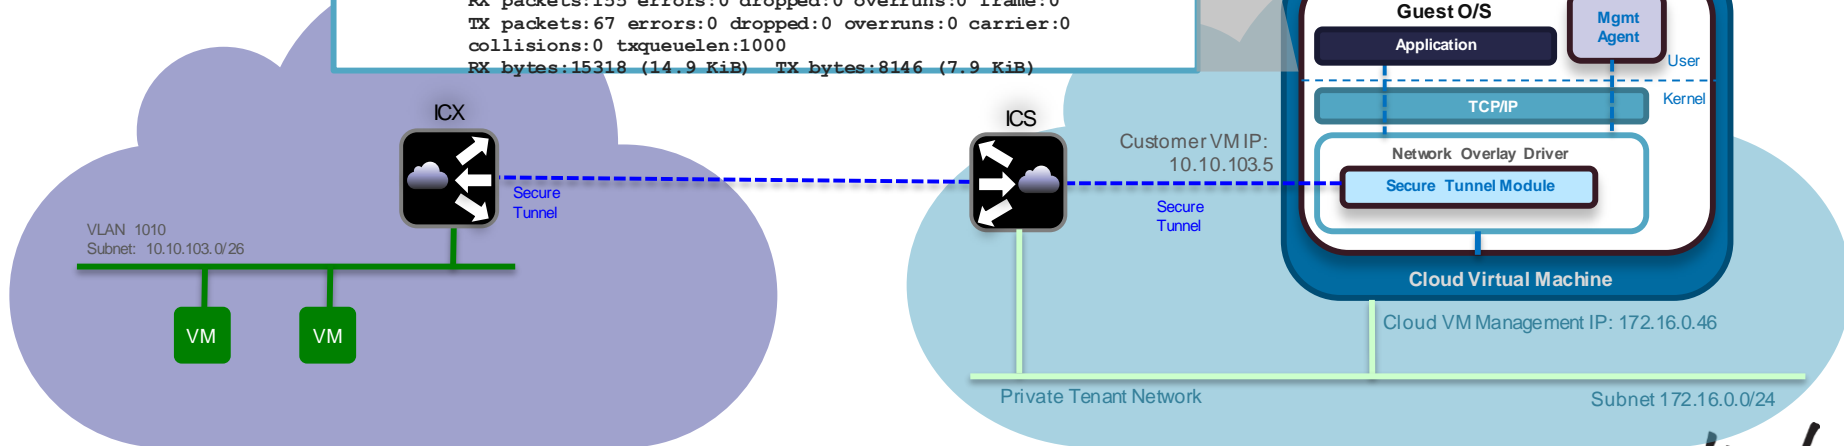 RX packets:155 errors:0 dropped:0 overruns:0 frame:0
TX packets:67 errors:0 dropped:0 overruns:0 carrier:0
collisions:0 txqueuelen:1000
RX bytes:15318 (14.9 KiB)  TX bytes:8146 (7.9 KiB)
Guest O/S
Application
Mgmt
Agent
User
Kernel
TCP/IP
Network Overlay Driver
Secure Tunnel Module
Cloud Virtual Machine
ICX
ICS
Customer VM IP:
10.10.103.5
Secure
Tunnel
Secure
Tunnel
VLAN 1010
Subnet: 10.10.103.0/26
VM
VM
Cloud VM Management IP: 172.16.0.46
Private Tenant Network
Subnet 172.16.0.0/24